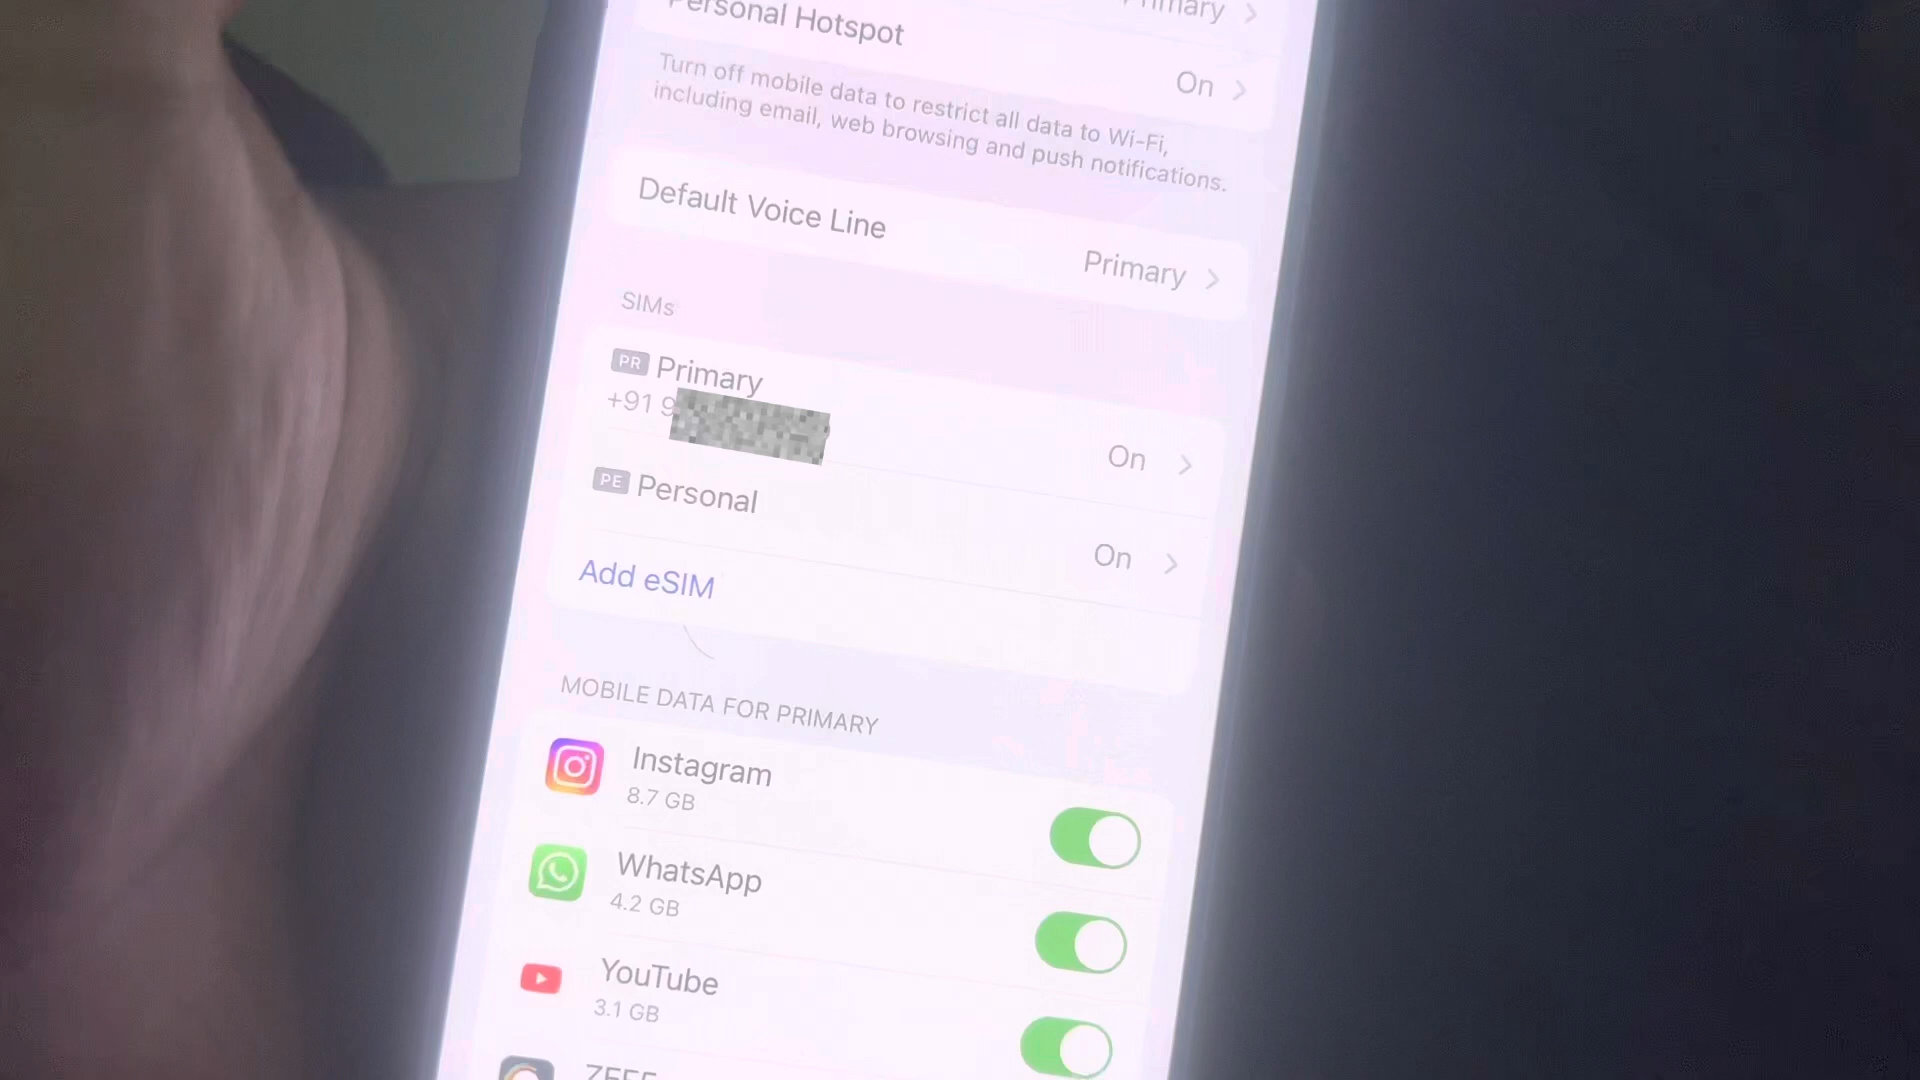 Primary
Personal Hotspot
On
Turn off mobile data to restrict all data to Wi-Fi,
including email, web browsing and push notifications.
Default Voice Line
Primary
SIMs
PR Primary
+91 9
On
PE Personal
On
Add eSIM
MOBILE DATA FOR PRIMARY
Instagram
8.7 GB
WhatsApp
4.2 GB
YouTube
3.1 GB